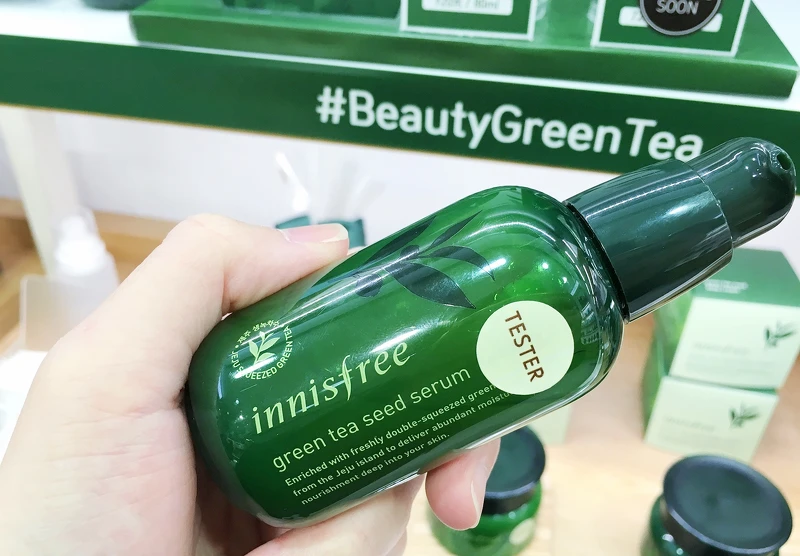 SOON
#BeautyGreenTea
TESTER
innisfree
green tea seed serum
Enriched with freshly double-squeezed green
from the Jeju island to deliver abundant
nourishment deep into your skin.